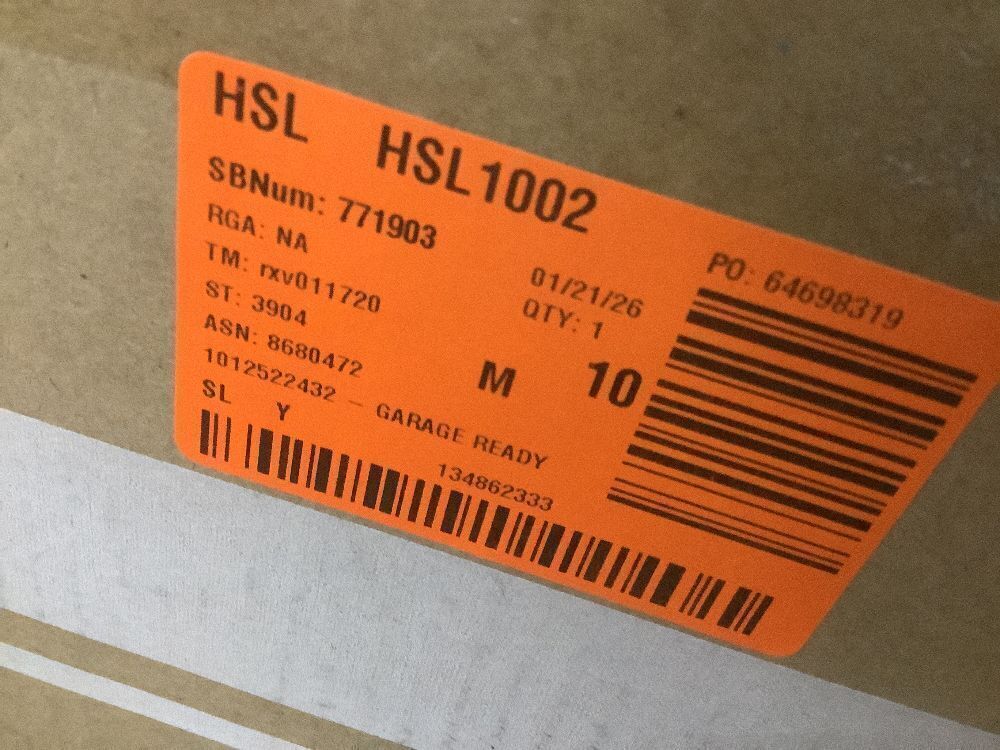 HSL HSL1002
SBNum: 771903
RGA: NA
TM: rxv011720
01/21/26
PO: 64698319
ST: 3904
QTY: 1
ASN: 8680472
M 10
1012522432 – GARAGE READY
SL Y
134862333